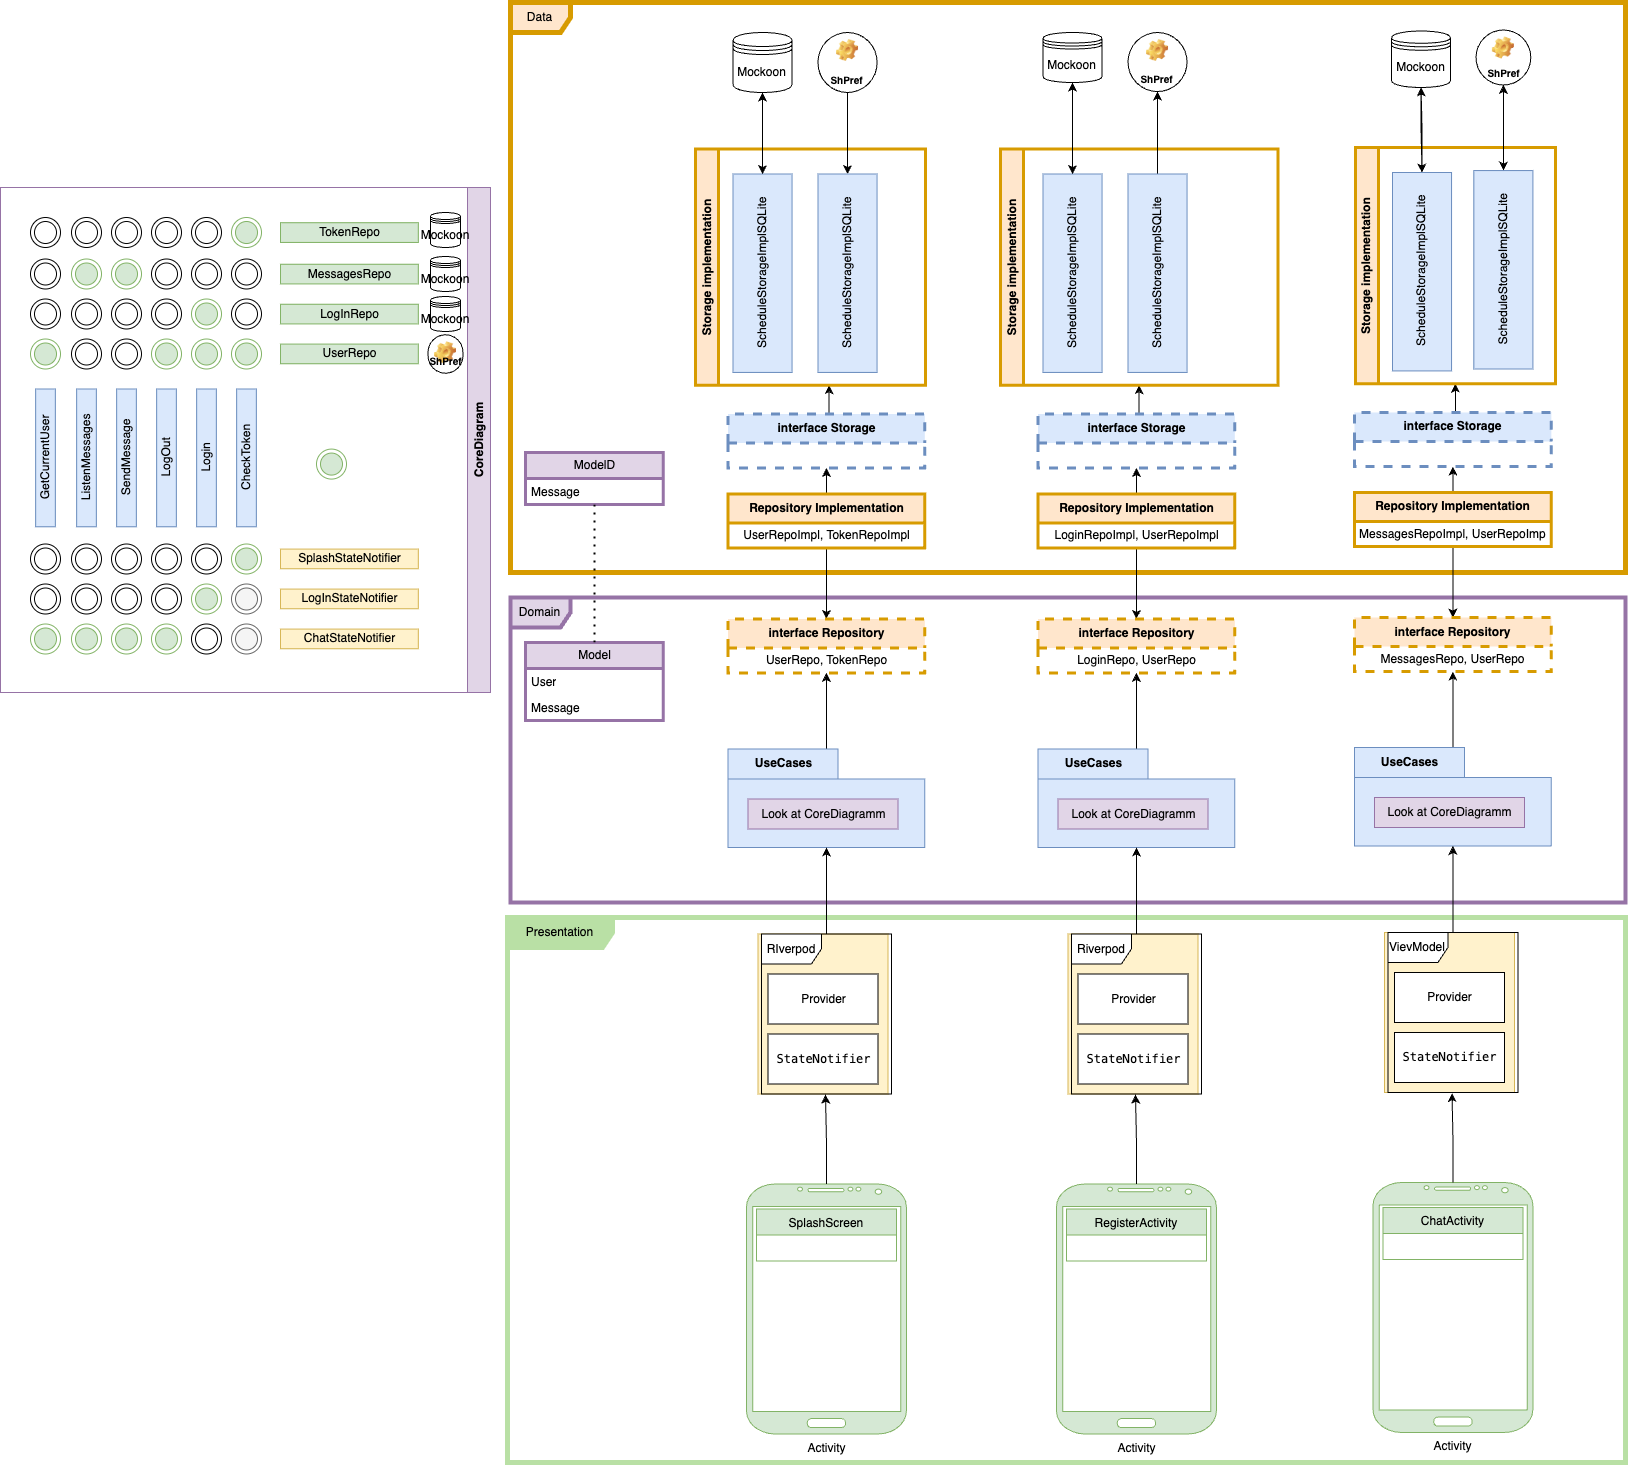 TokenRepo
Mockoon
MessagesRepo
Mockoon
LogInRepo
Mockoon
UserRepo
ShPref
GetCurrentUser
ListenMessages
SendMessage
LogOut
Login
CheckToken
CoreDiagram
SplashStateNotifier
LogInStateNotifier
ChatStateNotifier
Data
Mockoon
ShPref
Mockoon
ShPref
Mockoon
ShPref
Storage implementation
ScheduleStorageImplSQLite
ScheduleStorageImplSQLite
Storage implementation
ScheduleStorageImplSQLite
ScheduleStorageImplSQLite
Storage implementation
ScheduleStorageImplSQLite
ScheduleStorageImplSQLite
interface Storage
interface Storage
interface Storage
ModelD
Message
Repository Implementation
UserRepoImpl, TokenRepoImpl
Repository Implementation
LoginRepoImpl, UserRepoImpl
Repository Implementation
MessagesRepoImpl, UserRepoImp
Domain
Model
User
Message
interface Repository
UserRepo, TokenRepo
interface Repository
LoginRepo, UserRepo
interface Repository
MessagesRepo, UserRepo
UseCases
Look at CoreDiagramm
UseCases
Look at CoreDiagramm
UseCases
Look at CoreDiagramm
Presentation
RIverpod
Provider
StateNotifier
Riverpod
Provider
StateNotifier
VievModel
Provider
StateNotifier
SplashScreen
Activity
RegisterActivity
Activity
ChatActivity
Activity